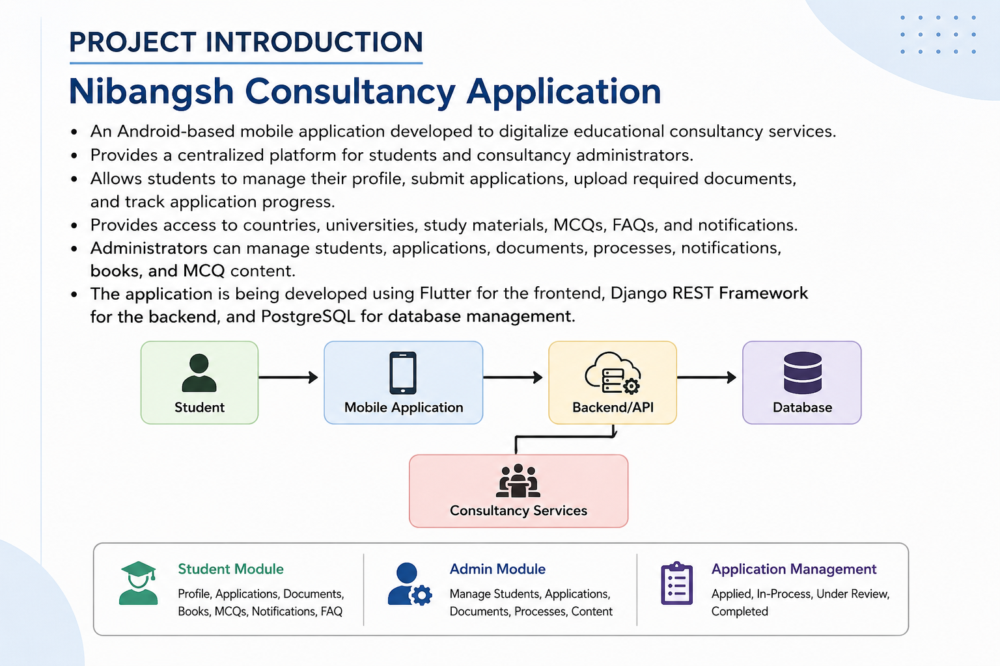 PROJECT INTRODUCTION
Nibangsh Consultancy Application
• An Android-based mobile application developed to digitalize educational consultancy services.
• Provides a centralized platform for students and consultancy administrators.
• Allows students to manage their profile, submit applications, upload required documents,
and track application progress.
• Provides access to countries, universities, study materials, MCQs, FAQs, and notifications.
• Administrators can manage students, applications, documents, processes, notifications,
books, and MCQ content.
• The application is being developed using Flutter for the frontend, Django REST Framework
for the backend, and PostgreSQL for database management.
Student
Mobile Application
Backend/API
Database
Consultancy Services
Student Module
Profile, Applications, Documents,
Books, MCQs, Notifications, FAQ
Admin Module
Manage Students, Applications,
Documents, Processes, Content
Application Management
Applied, In-Process, Under Review,
Completed